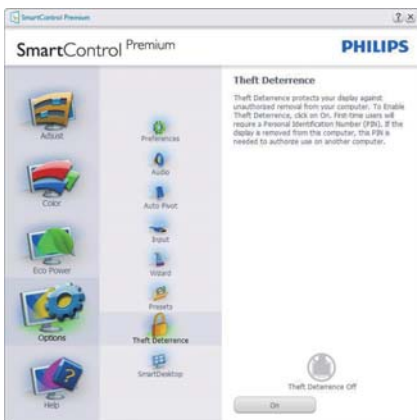 SmartControl Premium
SmartControl Premium
PHILIPS
Adjust
Color
Eco Power
Options
Help
Preferences
Audio
Auto Pivot
Input
Wizard
Presets
Theft Deterrence
SmartDesktop
Theft Deterrence
Theft Deterrence protects your display against
unauthorized removal from your computer. To Enable
Theft Deterrence, click on On. First-time users will
require a Personal Identification Number (PIN). If the
display is removed from this computer, this PIN is
needed to authorize use on another computer.
Theft Deterrence Off
On